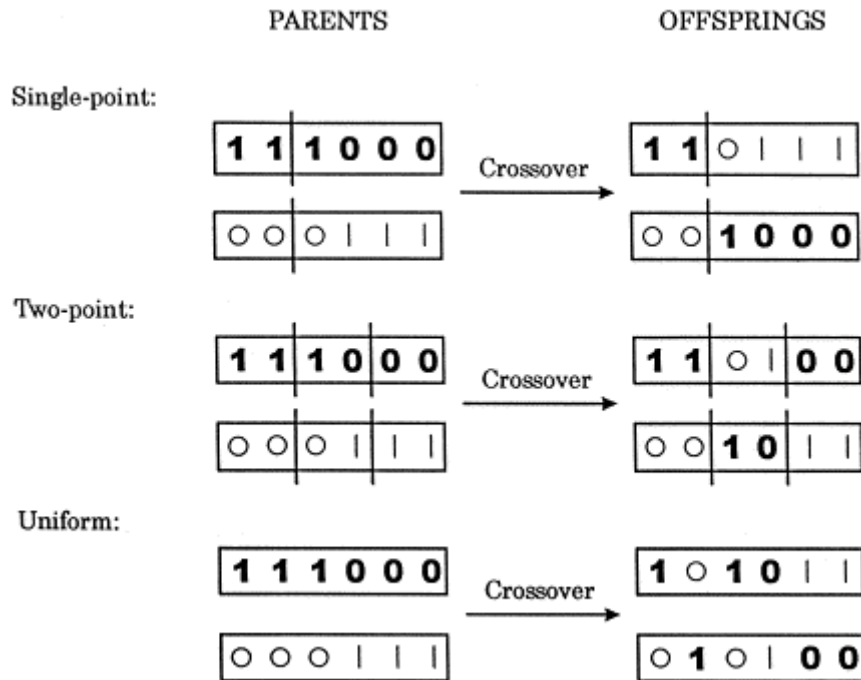 PARENTS OFFSPRINGS
Single-point:
1 1 1 0 0 0 Crossover 1 1 0 1 1 1
0 0 0 1 1 1 0 0 1 0 0 0
Two-point:
1 1 1 0 0 0 Crossover 1 1 0 1 0 0
0 0 0 1 1 1 0 0 1 0 1 1
Uniform:
1 1 1 0 0 0 Crossover 1 0 1 0 1 1
0 0 0 1 1 1 0 1 0 1 0 0